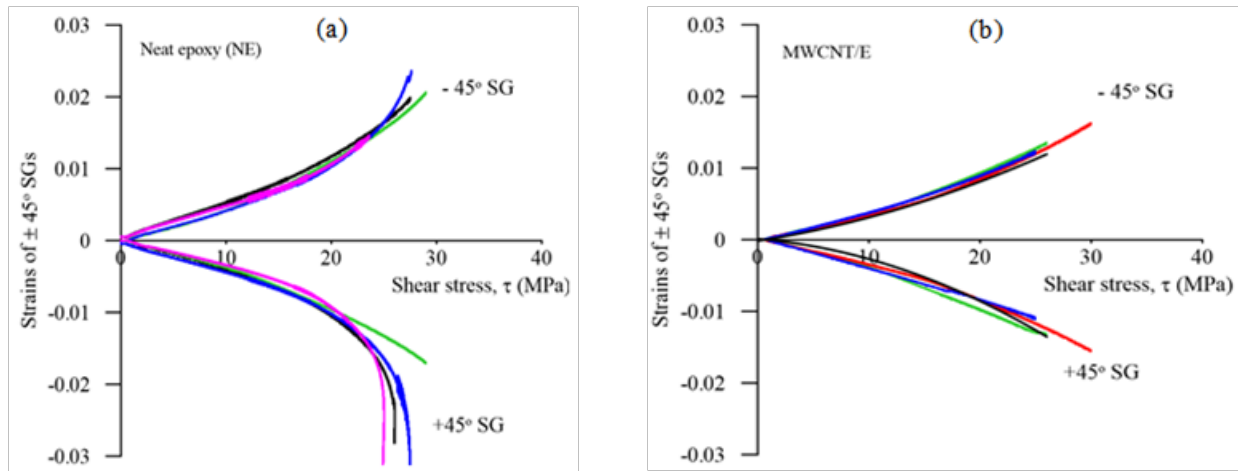 (a)
Neat epoxy (NE)
0.03
0.02
0.01
0
-0.01
-0.02
-0.03
0
10
20
30
40
- 45° SG
+45° SG
Shear stress, τ (MPa)
Strains of ± 45° SGs
(b)
MWCNT/E
0.03
0.02
0.01
0
-0.01
-0.02
-0.03
0
10
20
30
40
- 45° SG
+45° SG
Shear stress, τ (MPa)
Strains of ± 45° SGs